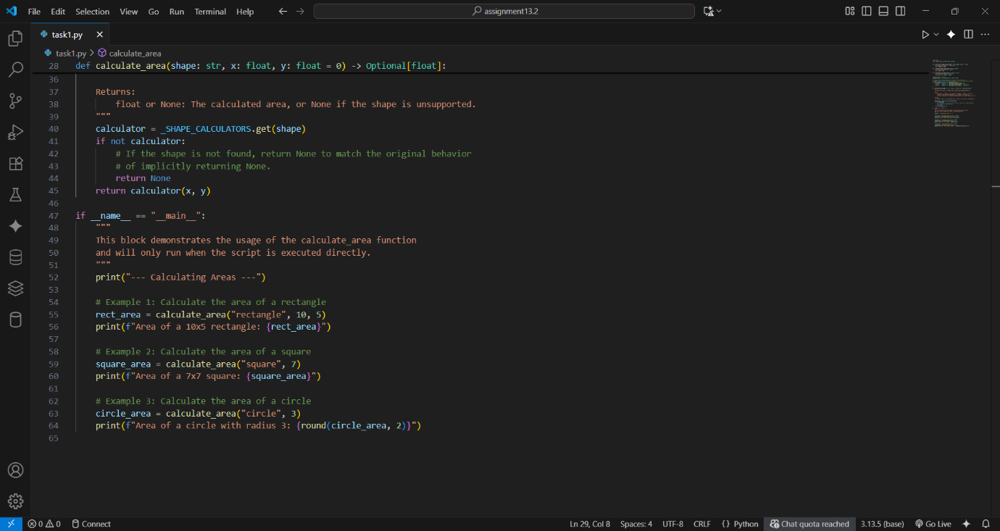 File Edit Selection View Go Run Terminal Help
assignment13.2
task1.py
task1.py > calculate_area
28 def calculate_area(shape: str, x: float, y: float = 0) -> Optional[float]:
36
37     Returns:
38         float or None: The calculated area, or None if the shape is unsupported.
39     """
40     calculator = _SHAPE_CALCULATORS.get(shape)
41     if not calculator:
42         # If the shape is not found, return None to match the original behavior
43         # of implicitly returning None.
44         return None
45     return calculator(x, y)
46
47 if __name__ == "__main__":
48     """
49     This block demonstrates the usage of the calculate_area function
50     and will only run when the script is executed directly.
51     """
52     print("--- Calculating Areas ---")
53
54     # Example 1: Calculate the area of a rectangle
55     rect_area = calculate_area("rectangle", 10, 5)
56     print(f"Area of a 10x5 rectangle: {rect_area}")
57
58     # Example 2: Calculate the area of a square
59     square_area = calculate_area("square", 7)
60     print(f"Area of a 7x7 square: {square_area}")
61
62     # Example 3: Calculate the area of a circle
63     circle_area = calculate_area("circle", 3)
64     print(f"Area of a circle with radius 3: {round(circle_area, 2)}")
65
0 0 Connect Ln 29, Col 8 Spaces: 4 UTF-8 CRLF {} Python Chat quota reached 3.13.5 (base) Go Live